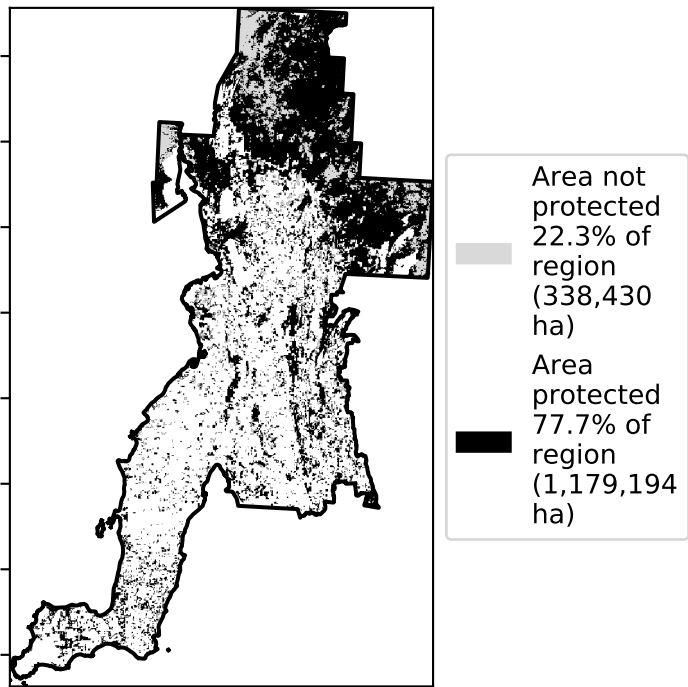 Area not
protected
22.3% of
region
(338,430
ha)
Area
protected
77.7% of
region
(1,179,194
ha)